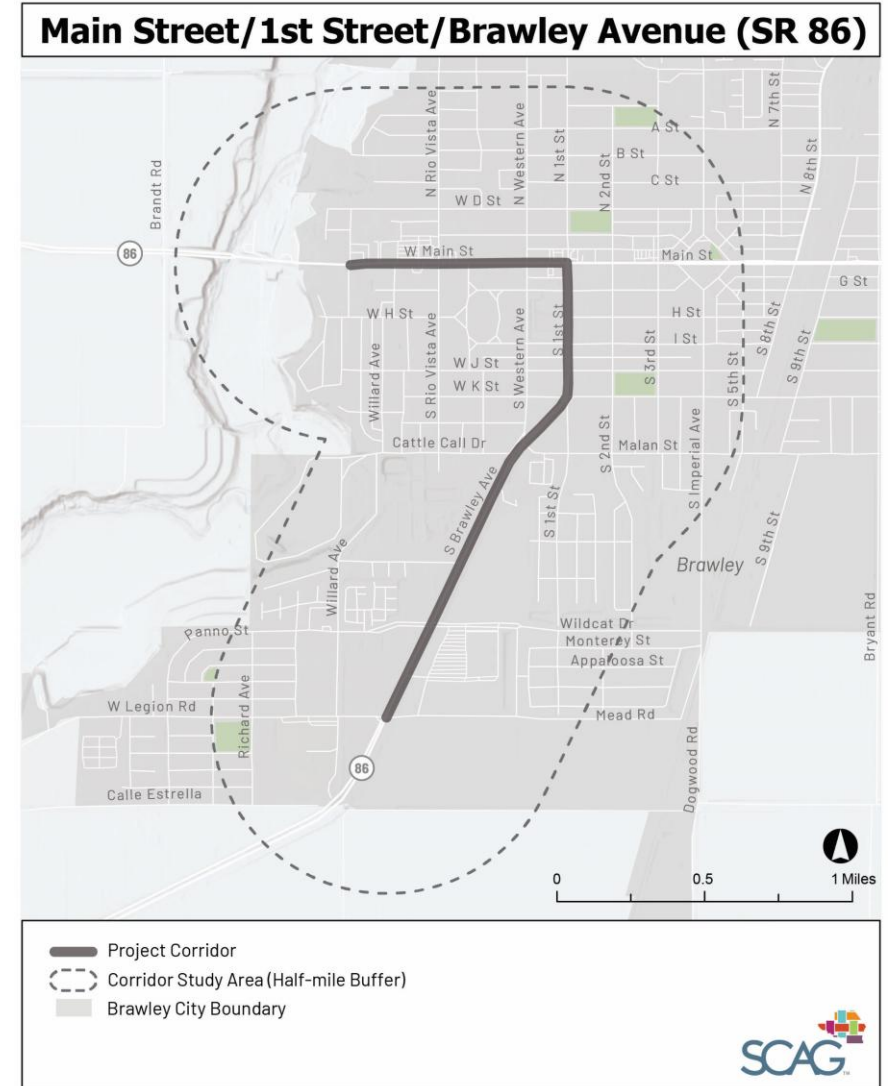 Main Street/1st Street/Brawley Avenue (SR 86)
N 7th St
N Rio Vista Ave
N Western Ave
N 1st St
N 2nd St
A St
B St
C St
N 8th St
Brandt Rd
W D St
86
W Main St
Main St
G St
W H St
H St
I St
S 1st St
S 3rd St
S 8th St
S 9th St
S 5th St
Willard Ave
S Rio Vista Ave
W J St
W K St
S Western Ave
Cattle Call Dr
S 2nd St
Malan St
S Imperial Ave
S Brawley Ave
S 1st St
S 9th St
Brawley
Willard Ave
Panno St
Wildcat Dr
Monterey St
Appaloosa St
Bryant Rd
W Legion Rd
Richard Ave
Mead Rd
86
Dogwood Rd
Calle Estrella
0 0.5 1 Miles
Project Corridor
Corridor Study Area (Half-mile Buffer)
Brawley City Boundary
SCAG
TM